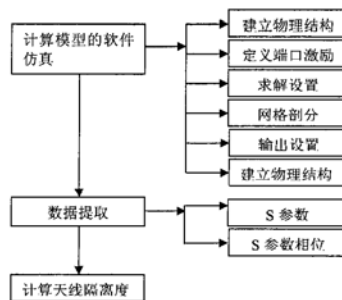 计算模型的软件
仿真
建立物理结构
定义端口激励
求解设置
网格剖分
输出设置
建立物理结构
数据提取
S 参数
S 参数相位
计算天线隔离度